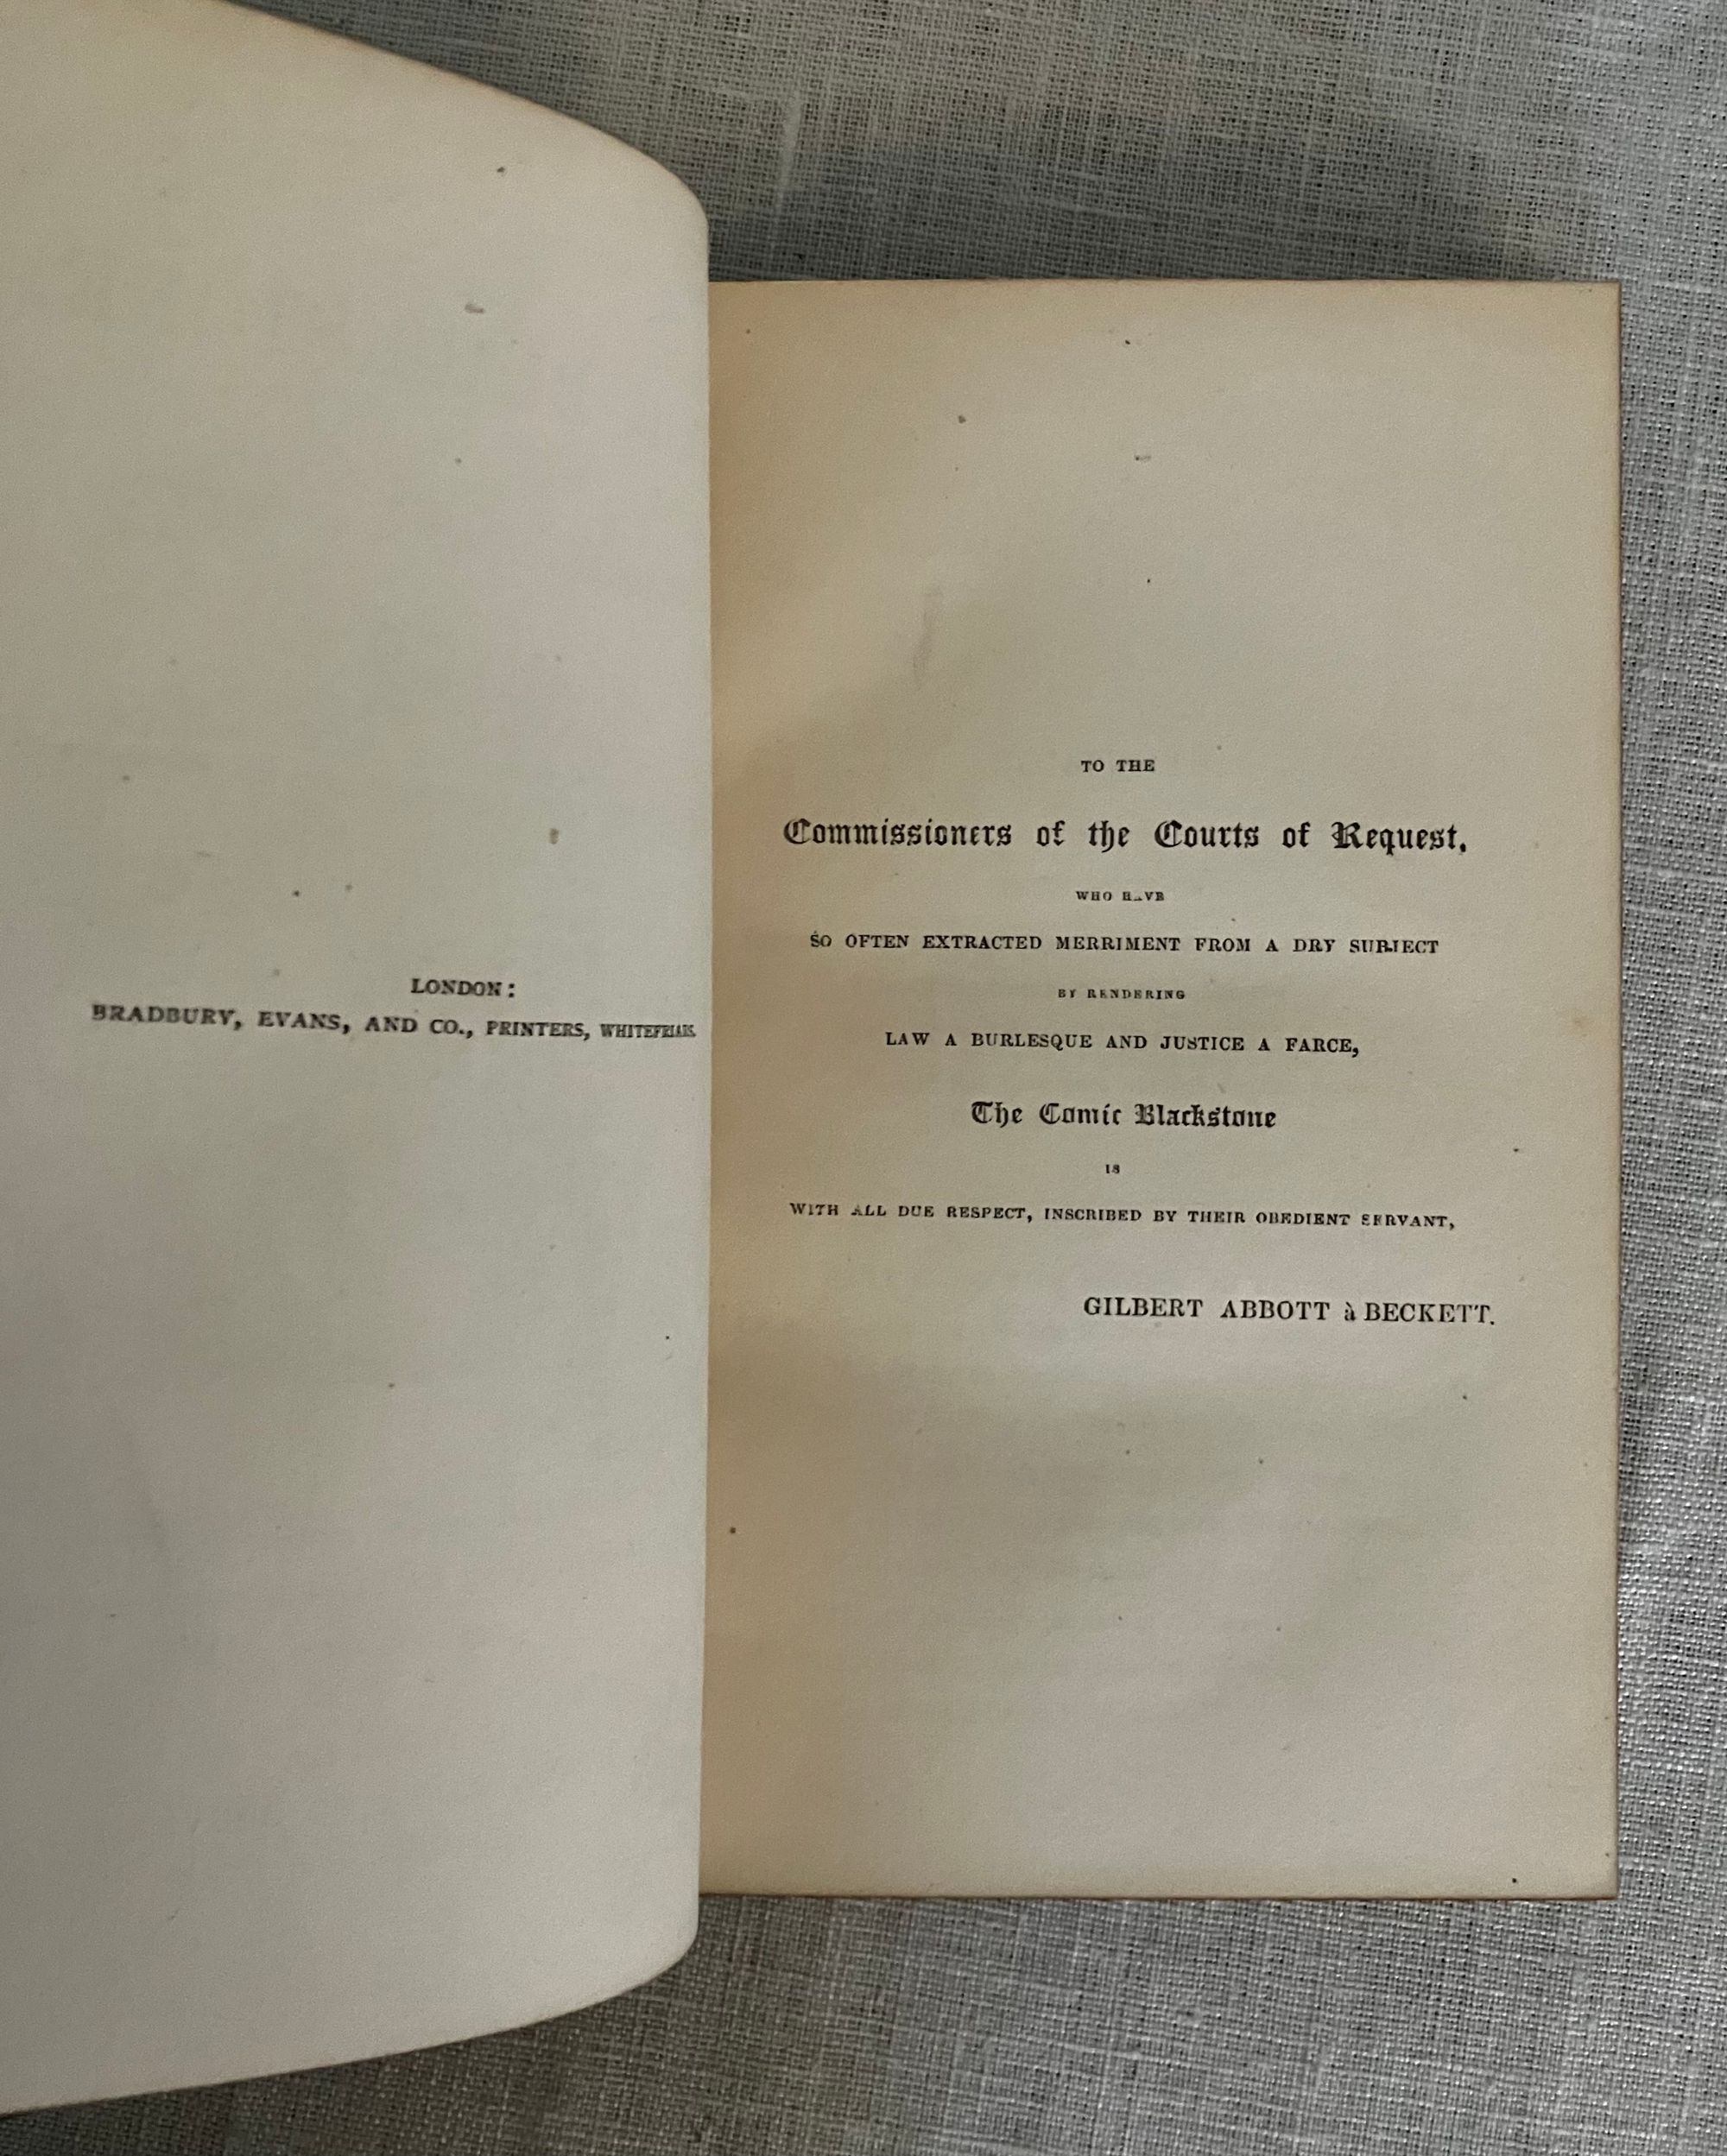 LONDON:
BRADBURY, EVANS, AND CO., PRINTERS, WHITEFRIARS.
TO THE
Commissioners of the Courts of Request,
WHO HAVE
SO OFTEN EXTRACTED MERRIMENT FROM A DRY SUBJECT
BY RENDERING
LAW A BURLESQUE AND JUSTICE A FARCE,
The Comic Blackstone
IS
WITH ALL DUE RESPECT, INSCRIBED BY THEIR OBEDIENT SERVANT,
GILBERT ABBOTT à BECKETT.